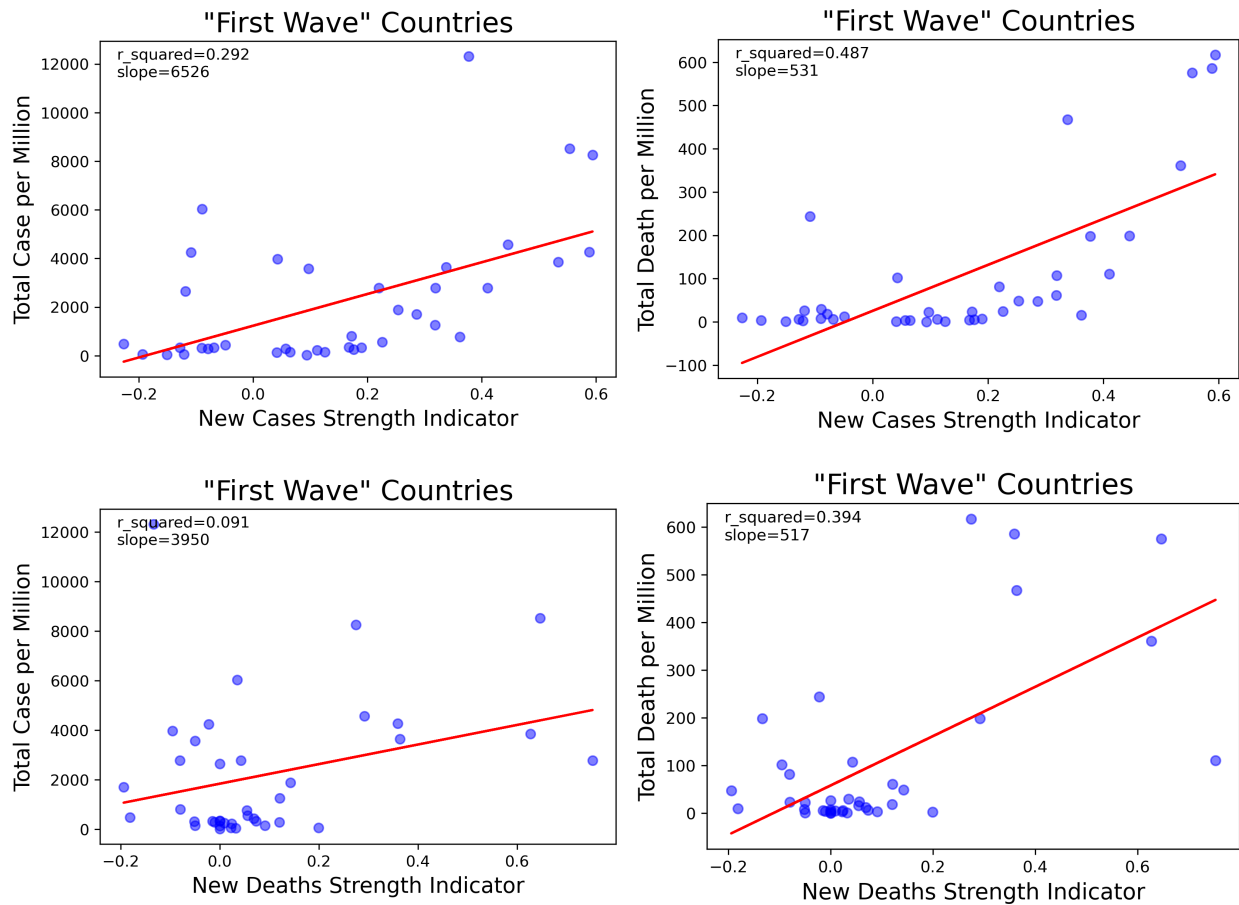 "First Wave" Countries
r_squared=0.292
slope=6526
12000
10000
8000
6000
4000
2000
0
Total Case per Million
−0.2 0.0 0.2 0.4 0.6
New Cases Strength Indicator
"First Wave" Countries
r_squared=0.487
slope=531
600
500
400
300
200
100
0
−100
Total Death per Million
−0.2 0.0 0.2 0.4 0.6
New Cases Strength Indicator
"First Wave" Countries
r_squared=0.091
slope=3950
12000
10000
8000
6000
4000
2000
0
Total Case per Million
−0.2 0.0 0.2 0.4 0.6
New Deaths Strength Indicator
"First Wave" Countries
r_squared=0.394
slope=517
600
500
400
300
200
100
0
Total Death per Million
−0.2 0.0 0.2 0.4 0.6
New Deaths Strength Indicator